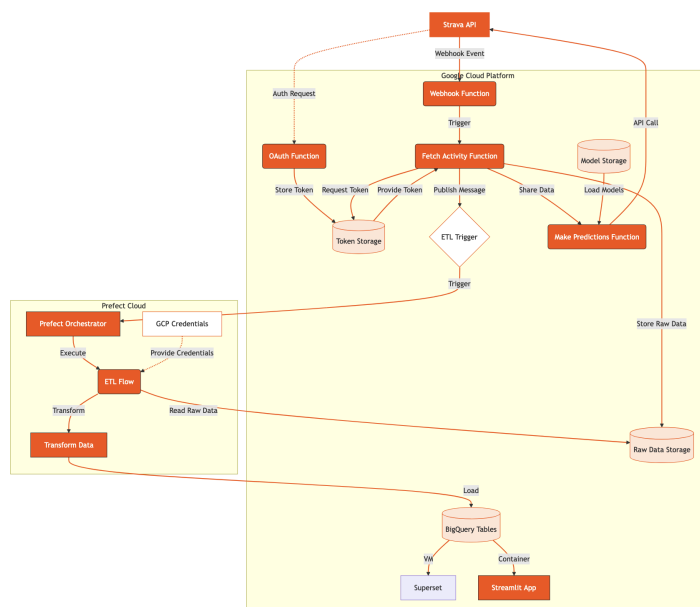 Strava API
Webhook Event
Google Cloud Platform
Auth Request
Webhook Function
API Call
Trigger
OAuth Function
Fetch Activity Function
Model Storage
Store Token
Request Token
Provide Token
Publish Message
Share Data
Load Models
Token Storage
ETL Trigger
Make Predictions Function
Trigger
Prefect Cloud
Prefect Orchestrator
GCP Credentials
Store Raw Data
Execute
Provide Credentials
ETL Flow
Transform
Read Raw Data
Transform Data
Raw Data Storage
Load
BigQuery Tables
VM
Container
Superset
Streamlit App